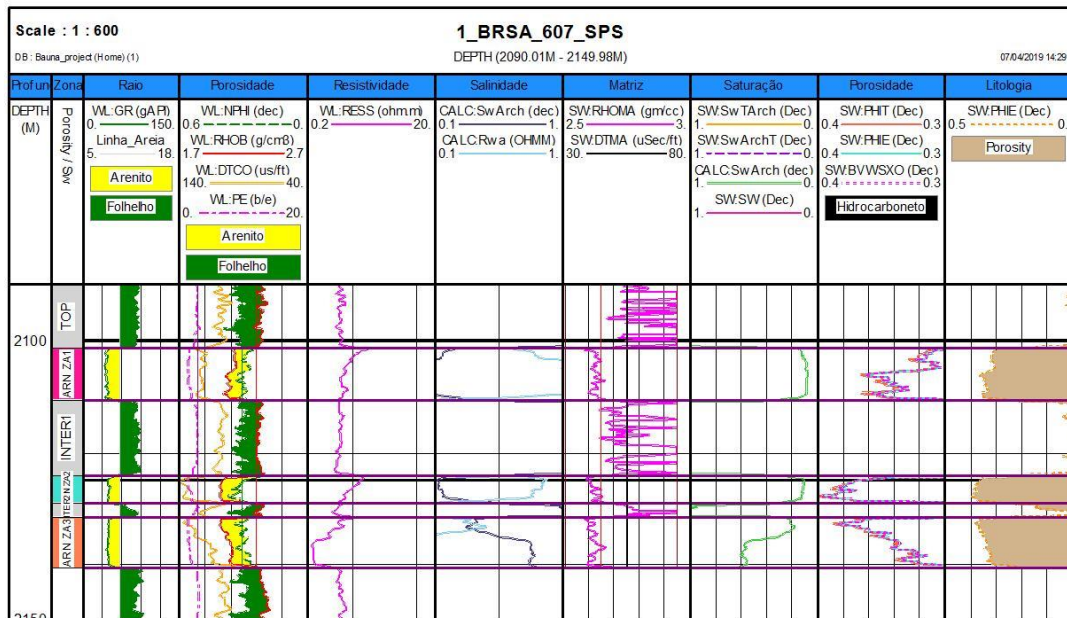 Scale : 1 : 600
1_BRSA_607_SPS
DB : Bauna_project (Home) (1)
DEPTH (2090.01M - 2149.98M)
07/04/2019 14:29
Profun Zona Raio Porosidade Resistividade Salinidade Matriz Saturação Porosidade Litologia
DEPTH (M)
Porosity / Sw
WL:GR (gAPI)
0. 150.
Linha_Areia
5. 18.
Arenito
Folhelho
WL:NPHI (dec)
0.6 0.
WL:RHOB (g/cm3)
1.7 2.7
WL:DTCO (us/ft)
140. 40.
WL:PE (b/e)
0. 20.
Arenito
Folhelho
WL:RESS (ohm.m)
0.2 20.
CALC:SwArch (dec)
0.1 1.
CALC:Rwa (OHMM)
0.1 1.
SW:RHOMA (gm/cc)
2.5 3.
SW:DTMA (uSec/ft)
30. 80.
SW:SwTArch (Dec)
1. 0.
SW:SwArchT (Dec)
1. 0.
CALC:SwArch (dec)
1. 0.
SW:SW (Dec)
1. 0.
SW:PHIT (Dec)
0.4 0.3
SW:PHIE (Dec)
0.4 0.3
SW:BVWSXO (Dec)
0.4 0.3
Hidrocarboneto
SW:PHIE (Dec)
0.5 0.
Porosity
TOP
2100
ARN ZA1
INTER1
ARN ZA3